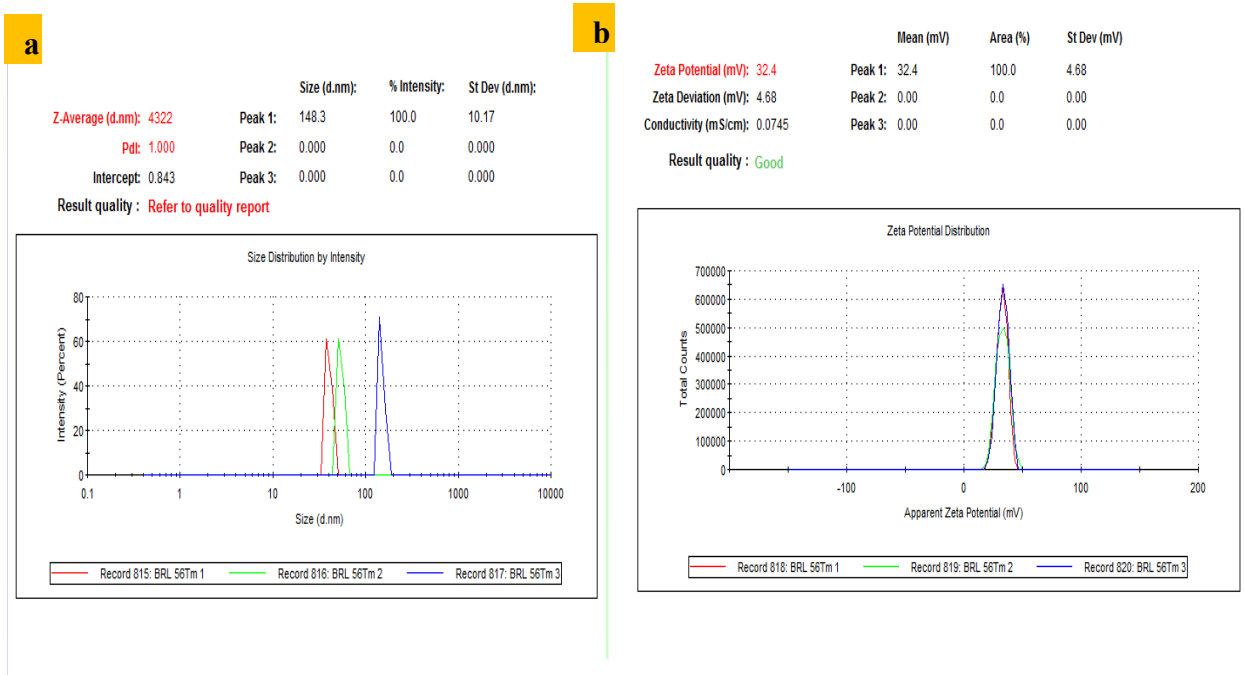 a
Size (d.nm): % Intensity: St Dev (d.nm):
Z-Average (d.nm): 4322 Peak 1: 148.3 100.0 10.17
PdI: 1.000 Peak 2: 0.000 0.0 0.000
Intercept: 0.843 Peak 3: 0.000 0.0 0.000
Result quality : Refer to quality report
Size Distribution by Intensity
Intensity (Percent)
80
60
40
20
0
0.1 1 10 100 1000 10000
Size (d.nm)
Record 815: BRL 56Tm 1 Record 816: BRL 56Tm 2 Record 817: BRL 56Tm 3
b
Mean (mV) Area (%) St Dev (mV)
Zeta Potential (mV): 32.4 Peak 1: 32.4 100.0 4.68
Zeta Deviation (mV): 4.68 Peak 2: 0.00 0.0 0.00
Conductivity (mS/cm): 0.0745 Peak 3: 0.00 0.0 0.00
Result quality : Good
Zeta Potential Distribution
Total Counts
700000
600000
500000
400000
300000
200000
100000
0
-100 0 100 200
Apparent Zeta Potential (mV)
Record 818: BRL 56Tm 1 Record 819: BRL 56Tm 2 Record 820: BRL 56Tm 3